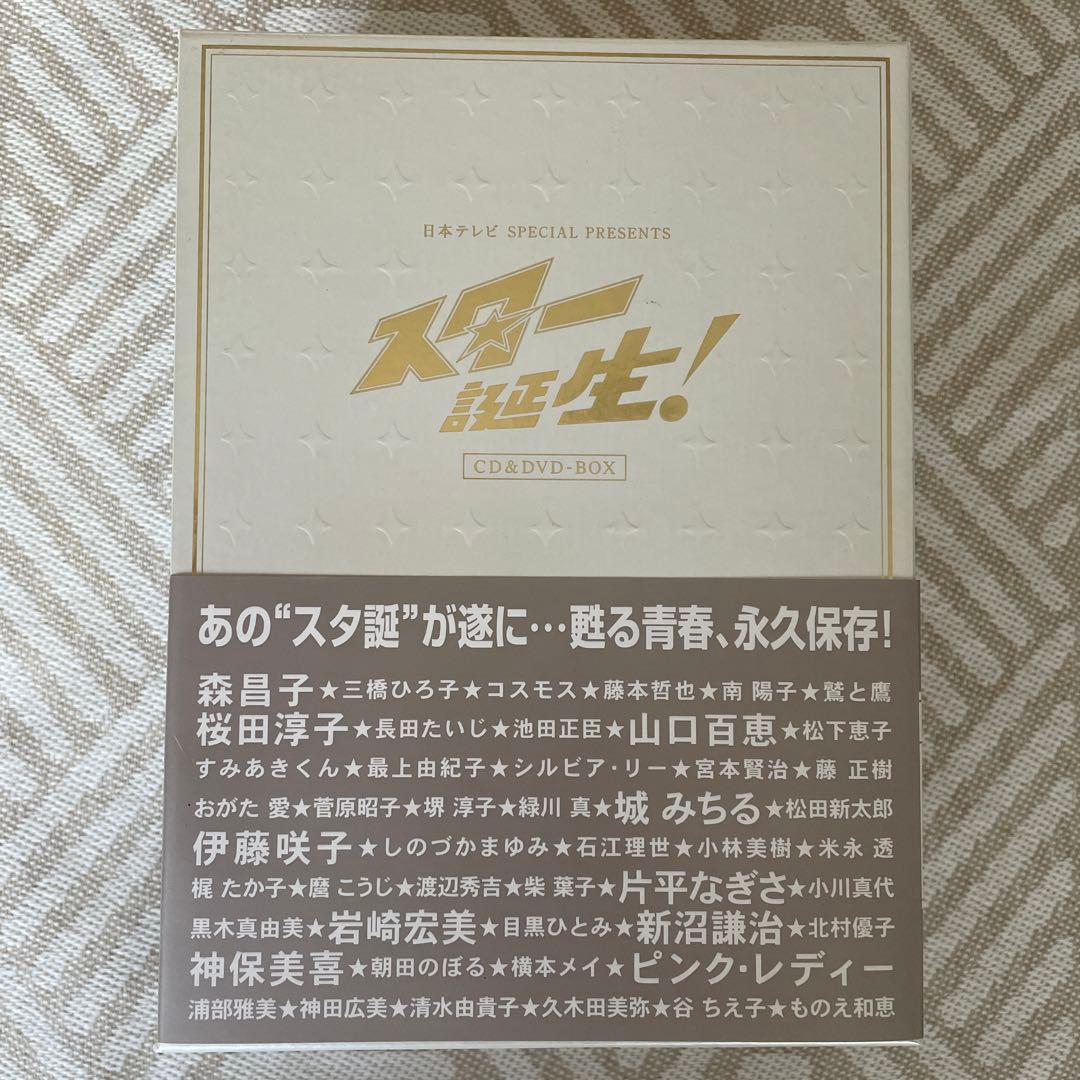 日本テレビ SPECIAL PRESENTS
スター
誕生!
CD&DVD-BOX
あの“スタ誕”が遂に…甦る青春、永久保存!
森昌子★三橋ひろ子★コスモス★藤本哲也★南 陽子★鷲と鷹
桜田淳子★長田たいじ★池田正臣★山口百恵★松下恵子
すみあきくん★最上由紀子★シルビア・リー★宮本賢治★藤 正樹
おがた 愛★菅原昭子★堺 淳子★緑川 真★城 みちる★松田新太郎
伊藤咲子★しのづかまゆみ★石江理世★小林美樹★米永 透
梶 たか子★麿 こうじ★渡辺秀吉★柴 葉子★片平なぎさ★小川真代
黒木真由美★岩崎宏美★目黒ひとみ★新沼謙治★北村優子
神保美喜★朝田のぼる★横本メイ★ピンク・レディー
浦部雅美★神田広美★清水由貴子★久木田美弥★谷 ちえ子★ものえ和恵